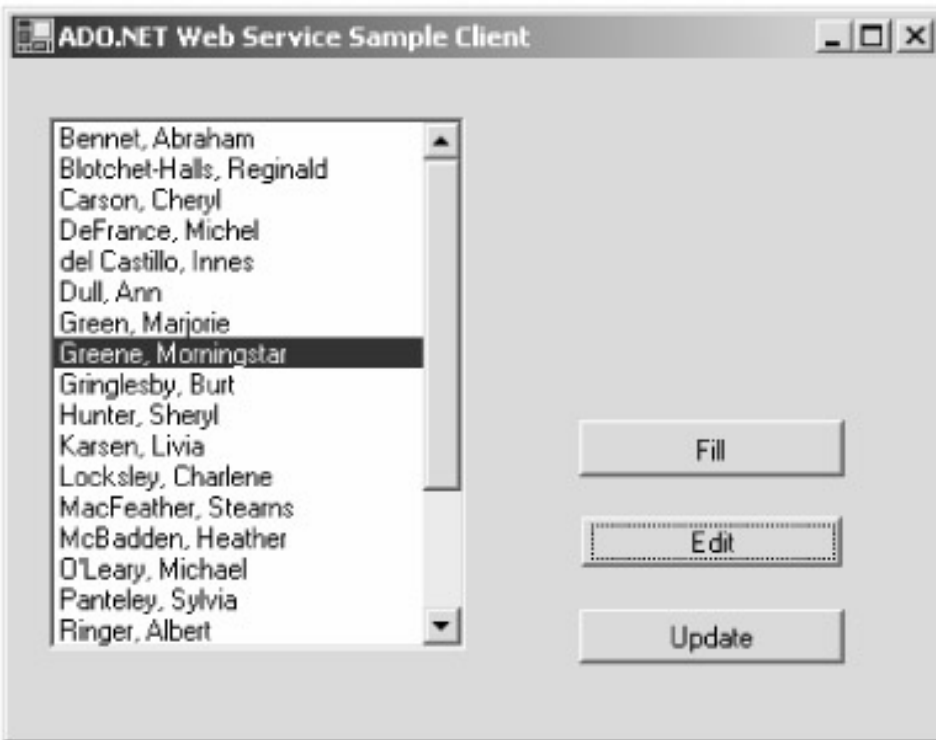 ADO.NET Web Service Sample Client
Bennet, Abraham
Blotchet-Halls, Reginald
Carson, Cheryl
DeFrance, Michel
del Castillo, Innes
Dull, Ann
Green, Marjorie
Greene, Morningstar
Gringlesby, Burt
Hunter, Sheryl
Karsen, Livia
Locksley, Charlene
MacFeather, Stearns
McBadden, Heather
O'Leary, Michael
Panteley, Sylvia
Ringer, Albert
Fill
Edit
Update